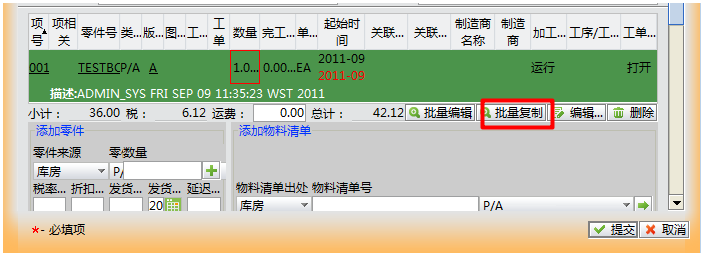 项号 项相关 零件号 类... 版... 图... 工... 工单 数量 完工... 单... 起始时间 关联... 关联... 制造商名称 制造商 加工... 工序/工... 工单...
001 TESTBC P/A A 1.0... 0.00... EA 2011-09 运行 打开
2011-09
描述:ADMIN_SYS FRI SEP 09 11:35:23 WST 2011
小计： 36.00 税： 6.12 运费： 0.00 总计： 42.12 批量编辑 批量复制 编辑... 删除
添加零件 添加物料清单
零件来源 零 数量
库房 P/
税率... 折扣... 发货... 发货... 延迟... 物料清单出处 物料清单号
20 库房 P/A
*- 必填项 提交 取消